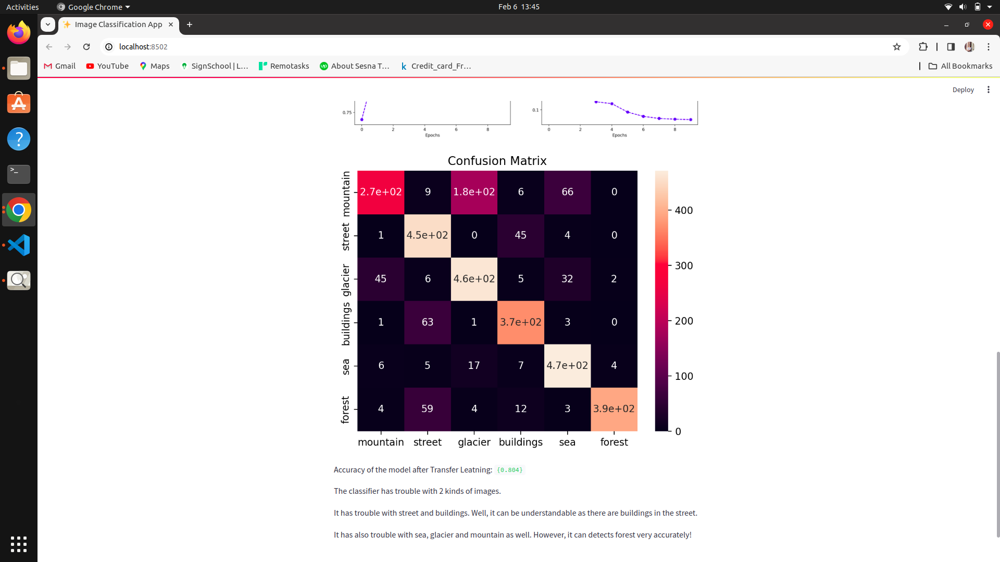 Activities
Google Chrome
Feb 6 13:45
Image Classification App
localhost:8502
Gmail
YouTube
Maps
SignSchool | L...
Remotasks
About Sesna T...
Credit_card_Fr...
All Bookmarks
Deploy
0.75
0 2 4 6 8
Epochs
0.1
0 2 4 6 8
Epochs
Confusion Matrix
mountain 2.7e+02 9 1.8e+02 6 66 0
street 1 4.5e+02 0 45 4 0
glacier 45 6 4.6e+02 5 32 2
buildings 1 63 1 3.7e+02 3 0
sea 6 5 17 7 4.7e+02 4
forest 4 59 4 12 3 3.9e+02
mountain street glacier buildings sea forest
400
300
200
100
0
Accuracy of the model after Transfer Leatning: {0.804}
The classifier has trouble with 2 kinds of images.
It has trouble with street and buildings. Well, it can be understandable as there are buildings in the street.
It has also trouble with sea, glacier and mountain as well. However, it can detects forest very accurately!